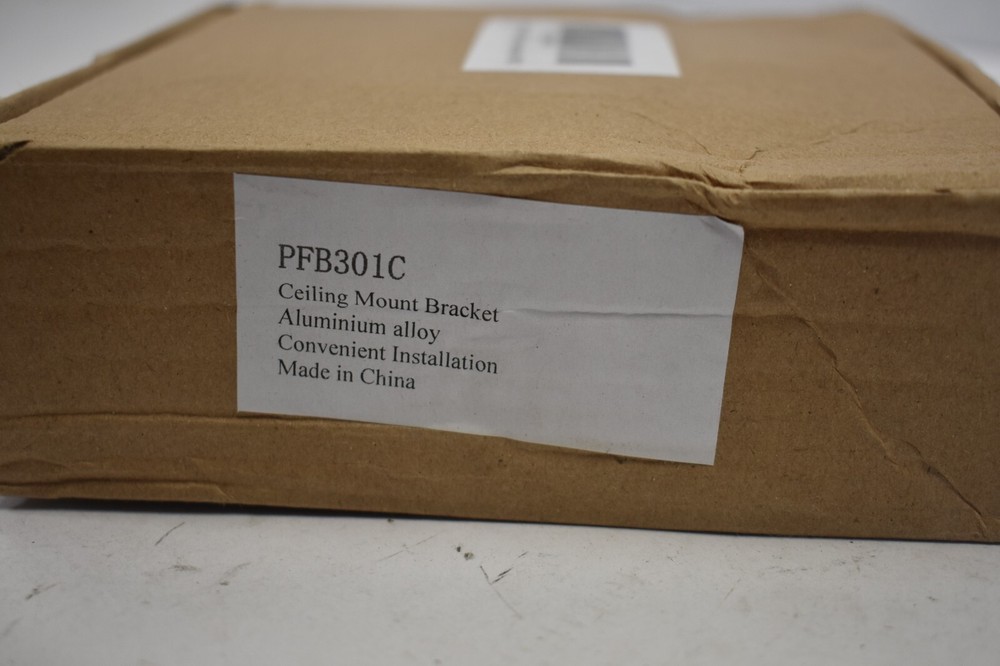 PFB301C
Ceiling Mount Bracket
Aluminium alloy
Convenient Installation
Made in China